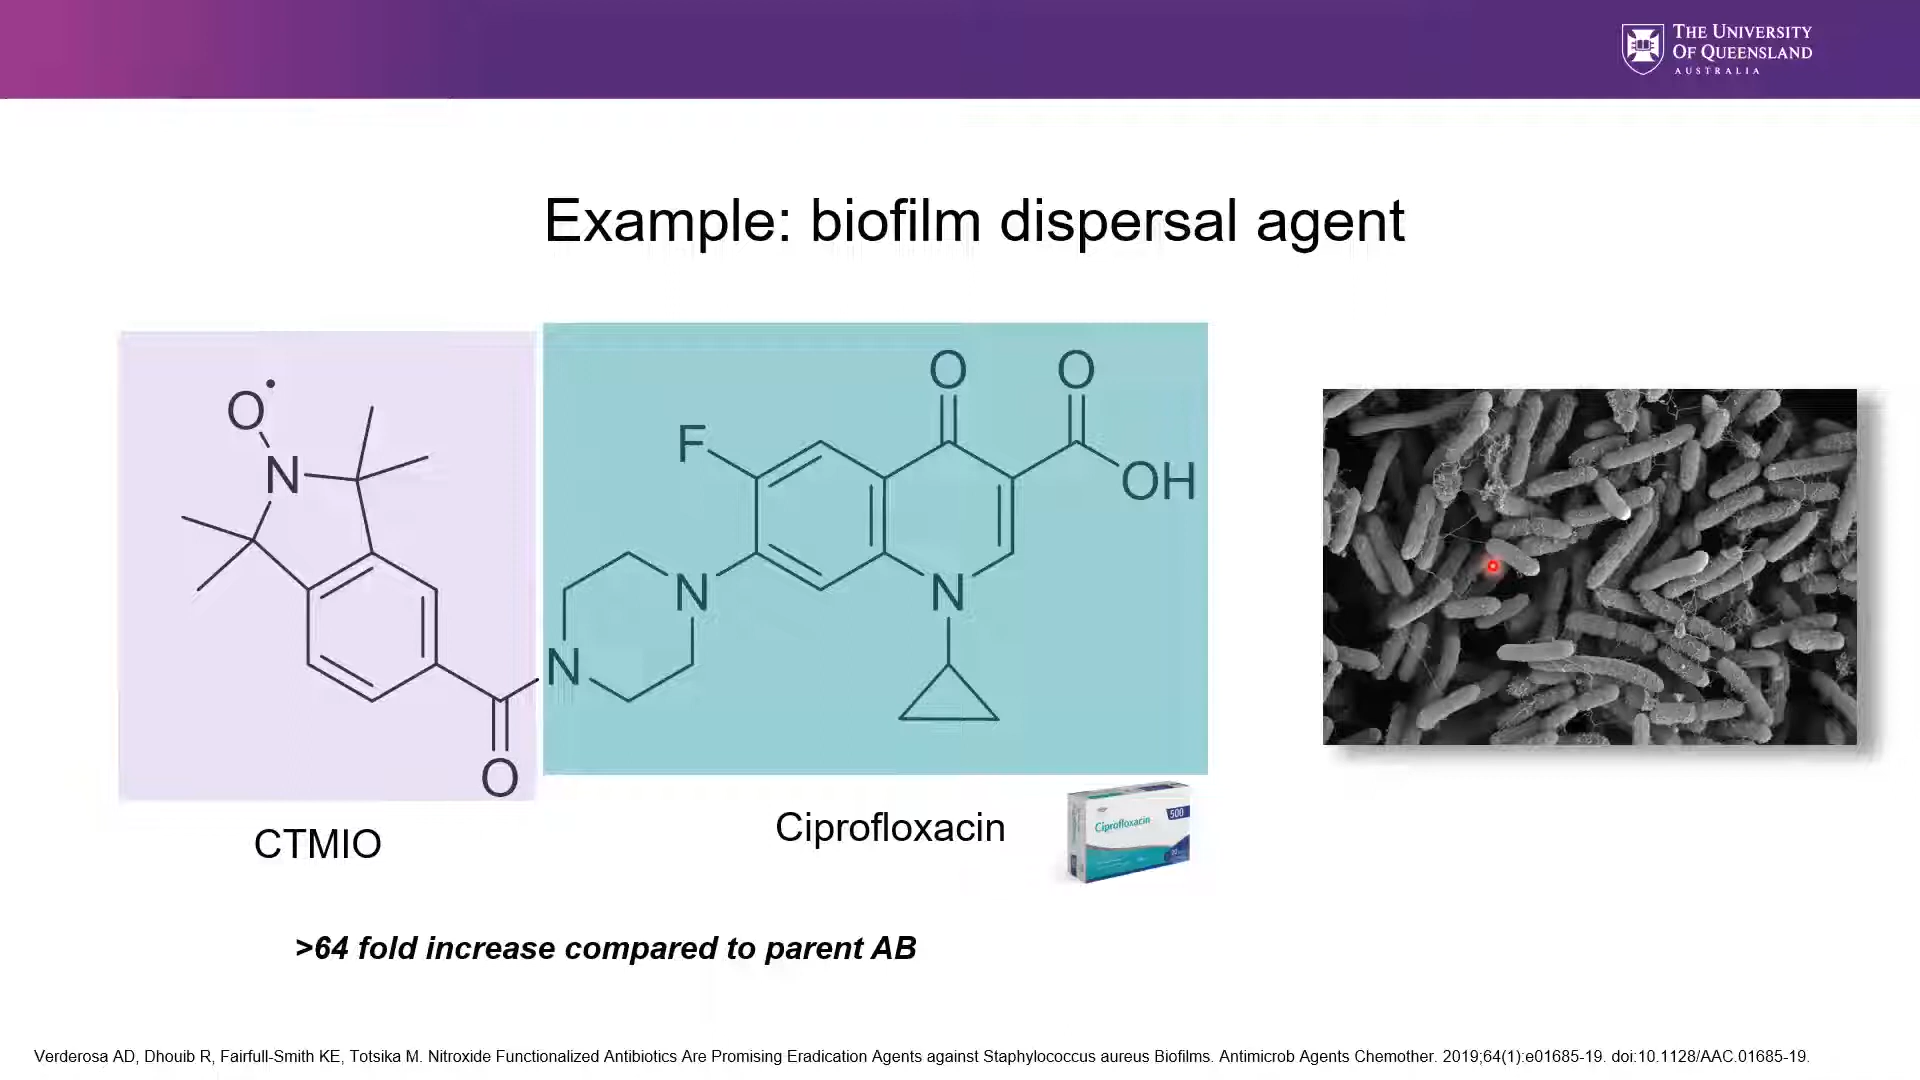 THE UNIVERSITY
OF QUEENSLAND
AUSTRALIA
Example: biofilm dispersal agent
O•
N
O
F
N
N
O
O
OH
N
CTMIO
Ciprofloxacin
Ciprofloxacin
500
>64 fold increase compared to parent AB
Verderosa AD, Dhouib R, Fairfull-Smith KE, Totsika M. Nitroxide Functionalized Antibiotics Are Promising Eradication Agents against Staphylococcus aureus Biofilms. Antimicrob Agents Chemother. 2019;64(1):e01685-19. doi:10.1128/AAC.01685-19.